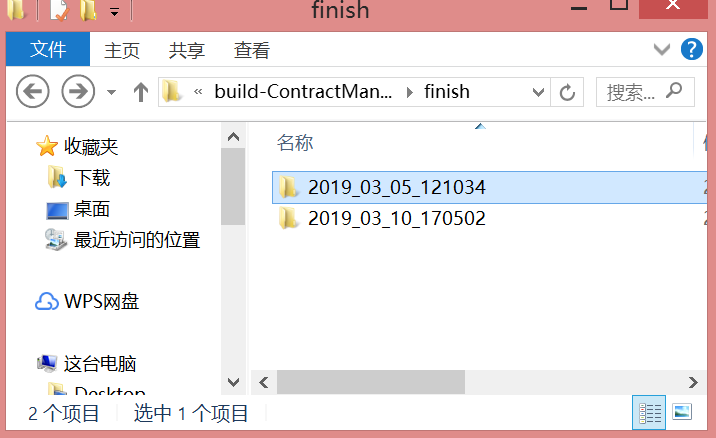 finish
文件 主页 共享 查看
« build-ContractMan... finish 搜索...
收藏夹
下载
桌面
最近访问的位置
WPS网盘
这台电脑
Desktop
名称
2019_03_05_121034
2019_03_10_170502
2 个项目 选中 1 个项目